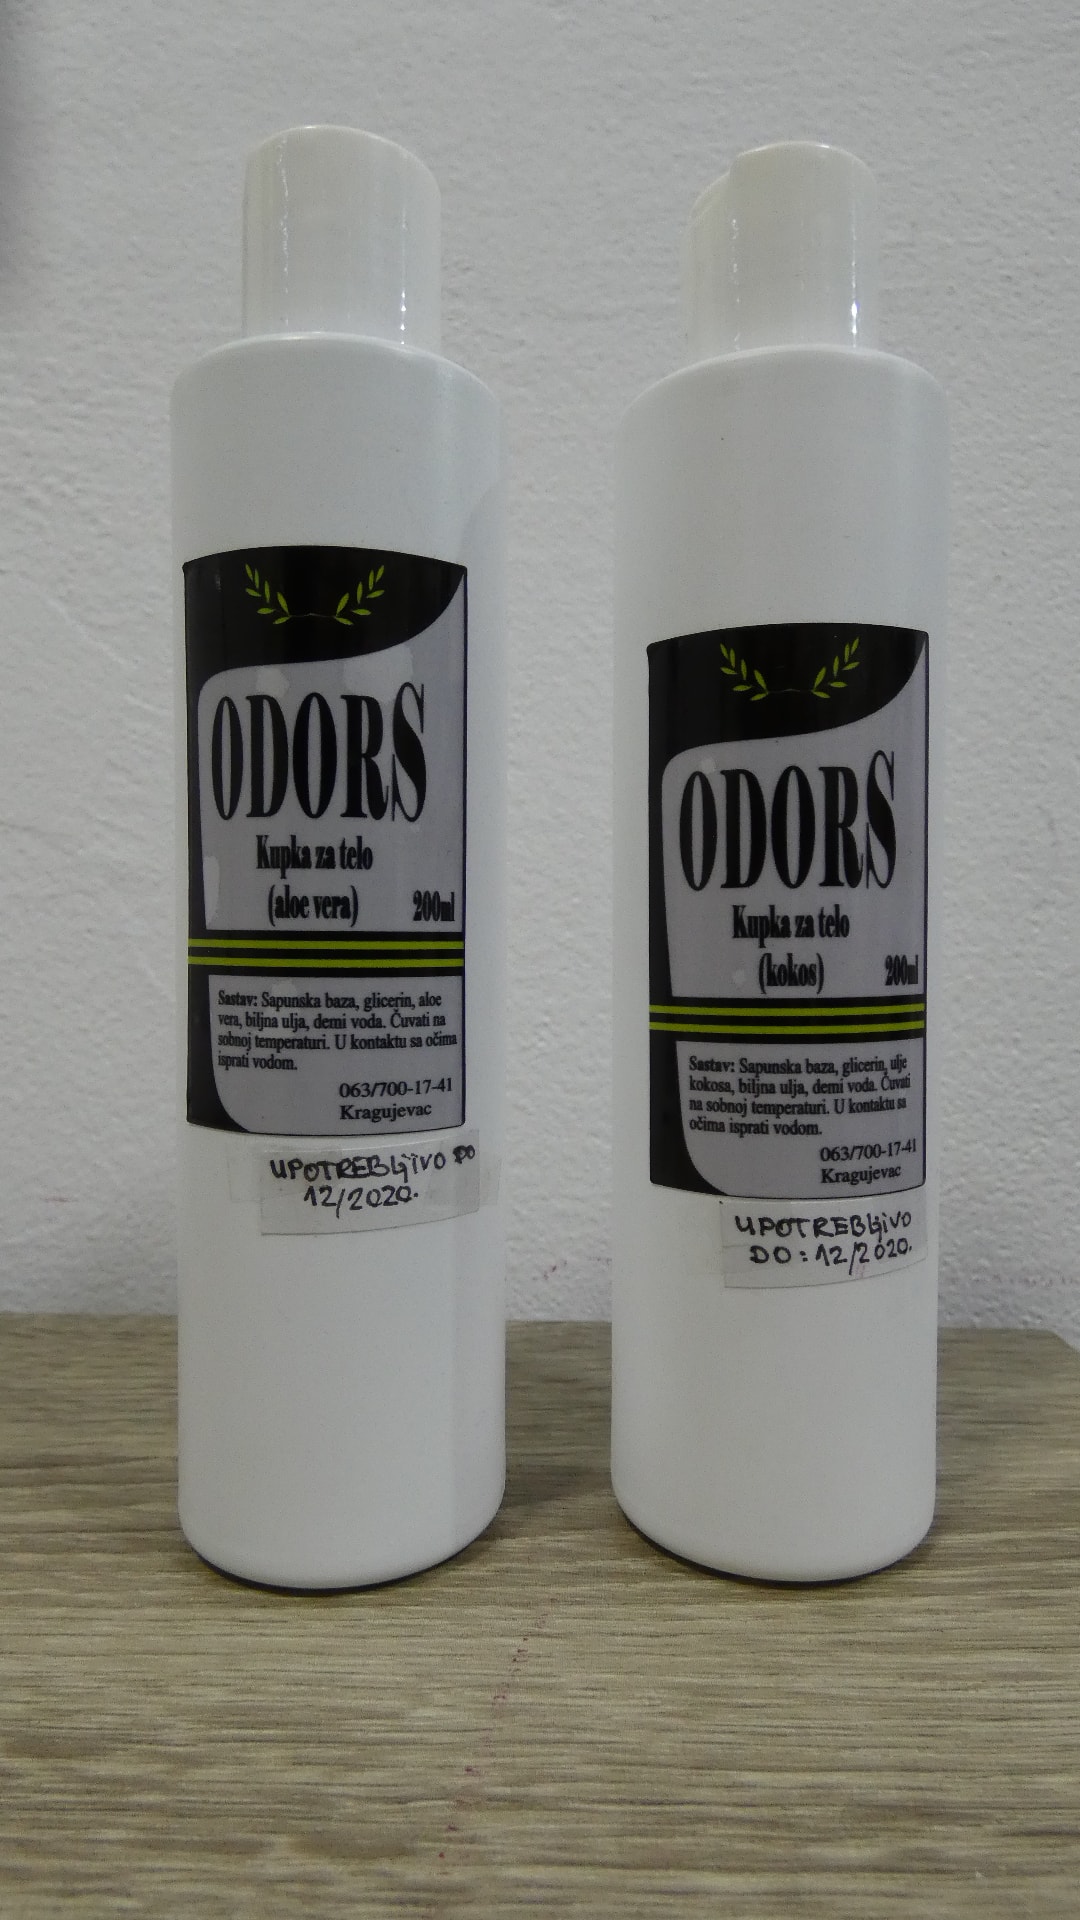 ODORS
Kupka za telo
(aloe vera) 200ml
Sastav: Sapunska baza, glicerin, aloe
vera, biljna ulja, demi voda. Čuvati na
sobnoj temperaturi. U kontaktu sa očima
isprati vodom.
063/700-17-41
Kragujevac
UPOTREBLjIVO DO
12/2020.
ODORS
Kupka za telo
(kokos) 200ml
Sastav: Sapunska baza, glicerin, ulje
kokosa, biljna ulja, demi voda. Čuvati
na sobnoj temperaturi. U kontaktu sa
očima isprati vodom.
063/700-17-41
Kragujevac
UPOTREBLjIVO
DO: 12/2020.